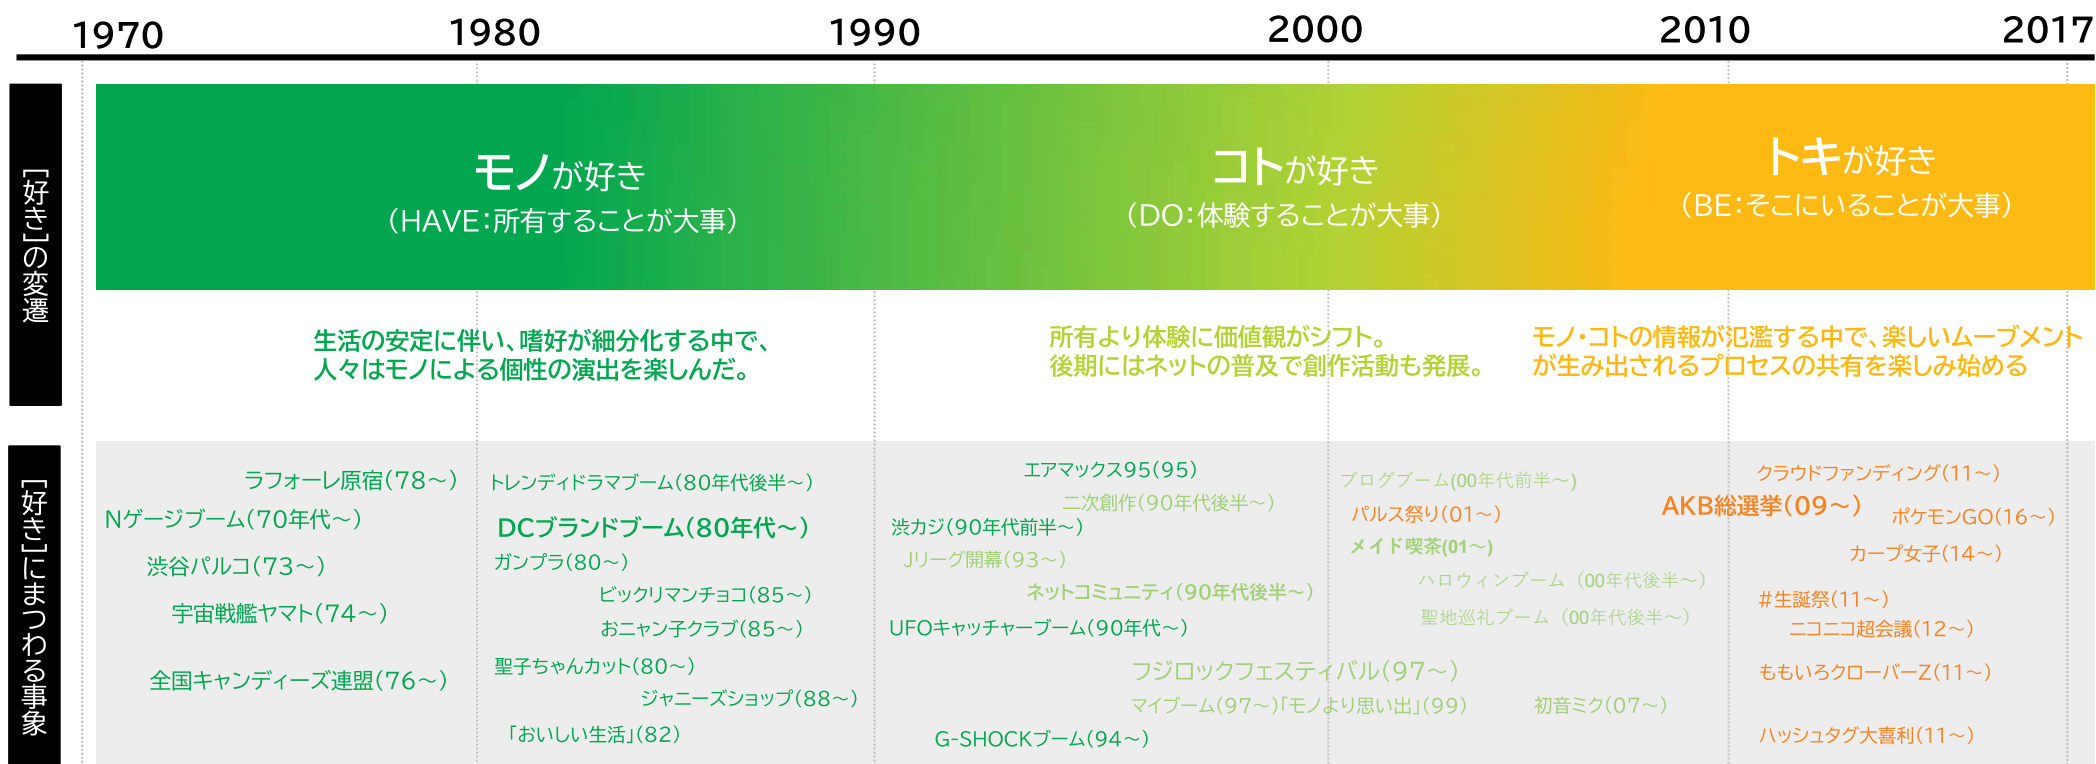 1970
1980
1990
2000
2010
2017
[好き]の変遷
モノが好き
（HAVE：所有することが大事）
コトが好き
（DO：体験することが大事）
トキが好き
（BE：そこにいることが大事）
生活の安定に伴い、嗜好が細分化する中で、
人々はモノによる個性の演出を楽しんだ。
所有より体験に価値観がシフト。
後期にはネットの普及で創作活動も発展。
モノ・コトの情報が氾濫する中で、楽しいムーブメント
が生み出されるプロセスの共有を楽しみ始める
[好き]にまつわる事象
ラフォーレ原宿（78～）
Nゲージブーム（70年代～）
渋谷パルコ（73～）
宇宙戦艦ヤマト（74～）
全国キャンディーズ連盟（76～）
トレンディドラマブーム（80年代後半～）
DCブランドブーム（80年代～）
ガンプラ（80～）
ビックリマンチョコ（85～）
おニャン子クラブ（85～）
聖子ちゃんカット（80～）
ジャニーズショップ（88～）
「おいしい生活」（82）
エアマックス95（95）
二次創作（90年代後半～）
渋カジ（90年代前半～）
Jリーグ開幕（93～）
ネットコミュニティ（90年代後半～）
UFOキャッチャーブーム（90年代～）
フジロックフェスティバル（97～）
マイブーム（97～）「モノより思い出」（99）
G-SHOCKブーム（94～）
ブログブーム(00年代前半～)
バルス祭り（01～）
メイド喫茶(01～)
ハロウィンブーム（00年代後半～）
聖地巡礼ブーム（00年代後半～）
初音ミク（07～）
クラウドファンディング（11～）
AKB総選挙（09～）
ポケモンGO（16～）
カープ女子（14～）
#生誕祭（11～）
ニコニコ超会議（12～）
ももいろクローバーZ（11～）
ハッシュタグ大喜利（11～）